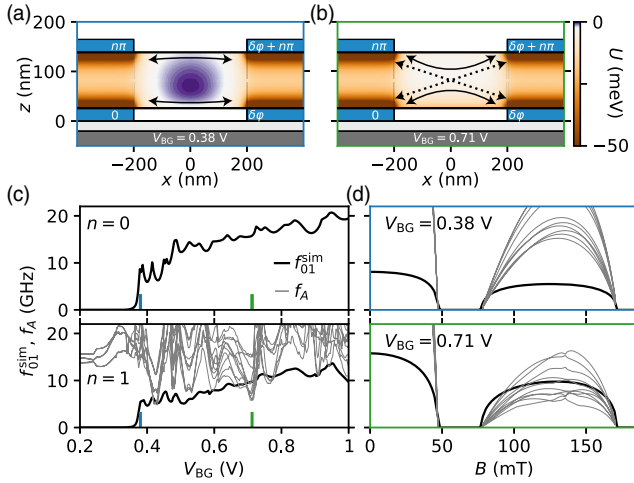 (a)
(b)
nπ
δφ + nπ
nπ
δφ + nπ
0
δφ
0
δφ
V_BG = 0.38 V
V_BG = 0.71 V
z (nm)
200
100
0
−200
0
200
x (nm)
−200
0
200
x (nm)
0
−50
U (meV)
(c)
(d)
n = 0
f_01^sim
f_A
n = 1
20
10
0
20
10
0
f_01^sim, f_A (GHz)
0.2
0.4
0.6
0.8
1
V_BG (V)
V_BG = 0.38 V
V_BG = 0.71 V
0
50
100
150
B (mT)